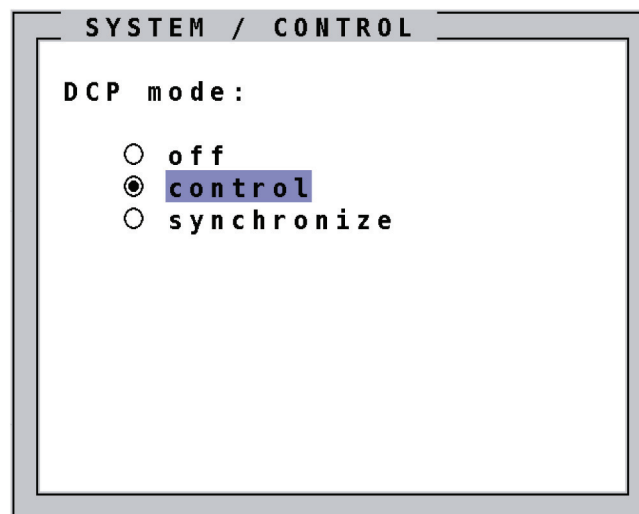 SYSTEM / CONTROL
DCP mode:
off
control
synchronize